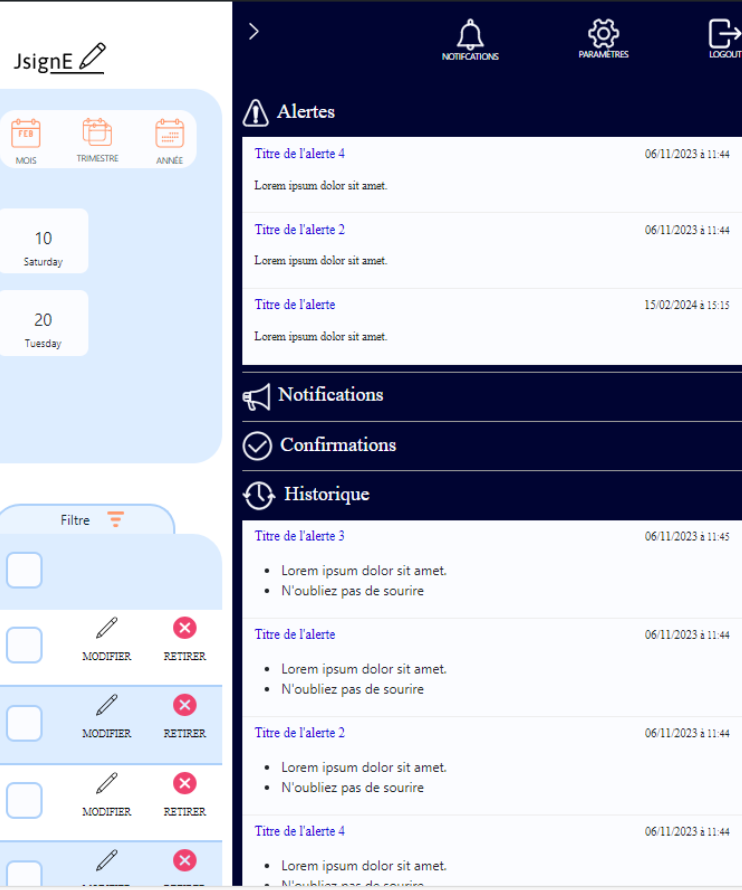 JsignE
FEB
MOIS
TRIMESTRE
ANNÉE
10
Saturday
20
Tuesday
Filtre
MODIFIER
RETIRER
MODIFIER
RETIRER
MODIFIER
RETIRER
NOTIFCATIONS
PARAMÈTRES
LOGOUT
Alertes
Titre de l'alerte 4 06/11/2023 à 11:44
Lorem ipsum dolor sit amet.
Titre de l'alerte 2 06/11/2023 à 11:44
Lorem ipsum dolor sit amet.
Titre de l'alerte 15/02/2024 à 15:15
Lorem ipsum dolor sit amet.
Notifications
Confirmations
Historique
Titre de l'alerte 3 06/11/2023 à 11:45
• Lorem ipsum dolor sit amet.
• N'oubliez pas de sourire
Titre de l'alerte 06/11/2023 à 11:44
• Lorem ipsum dolor sit amet.
• N'oubliez pas de sourire
Titre de l'alerte 2 06/11/2023 à 11:44
• Lorem ipsum dolor sit amet.
• N'oubliez pas de sourire
Titre de l'alerte 4 06/11/2023 à 11:44
• Lorem ipsum dolor sit amet.